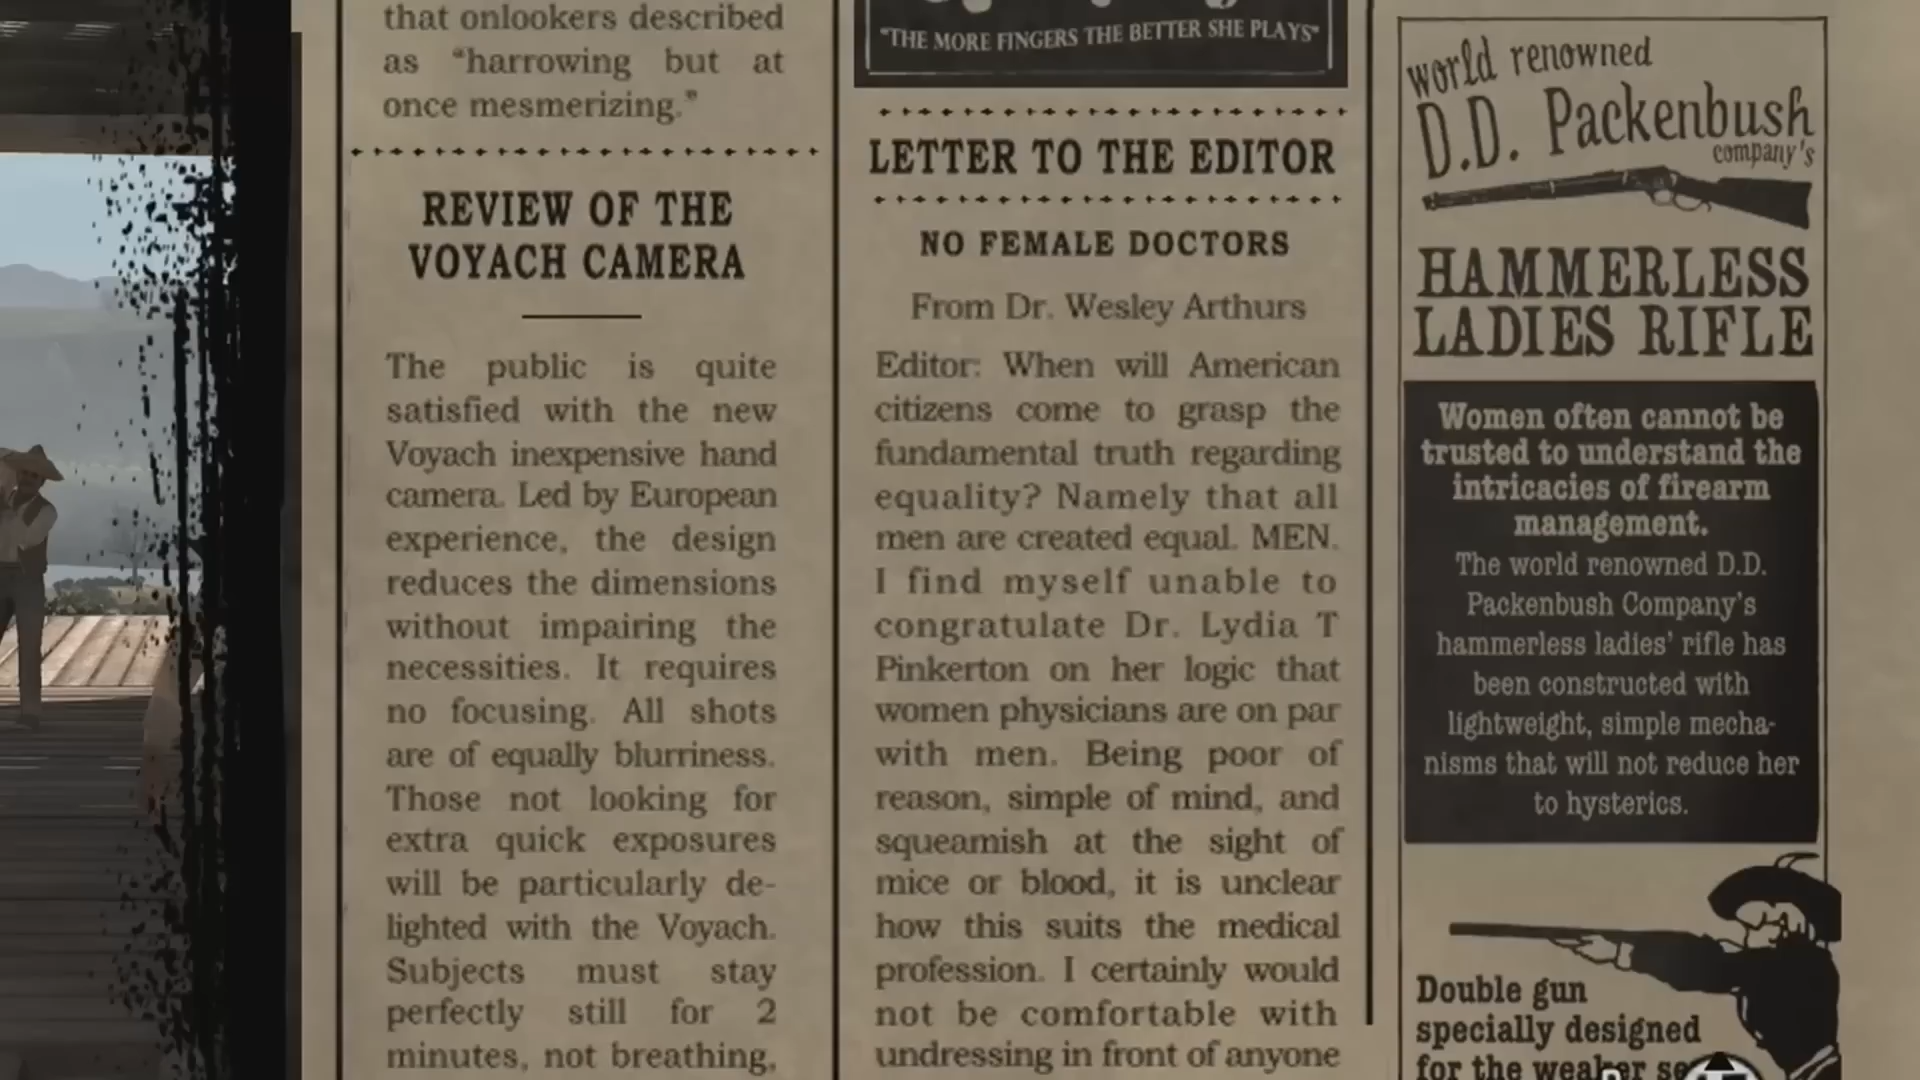 that onlookers described
as “harrowing but at
once mesmerizing.”
REVIEW OF THE
VOYACH CAMERA
The public is quite
satisfied with the new
Voyach inexpensive hand
camera. Led by European
experience, the design
reduces the dimensions
without impairing the
necessities. It requires
no focusing. All shots
are of equally blurriness.
Those not looking for
extra quick exposures
will be particularly de-
lighted with the Voyach.
Subjects must stay
perfectly still for 2
minutes, not breathing,
"THE MORE FINGERS THE BETTER SHE PLAYS"
LETTER TO THE EDITOR
NO FEMALE DOCTORS
From Dr. Wesley Arthurs
Editor: When will American
citizens come to grasp the
fundamental truth regarding
equality? Namely that all
men are created equal. MEN.
I find myself unable to
congratulate Dr. Lydia T
Pinkerton on her logic that
women physicians are on par
with men. Being poor of
reason, simple of mind, and
squeamish at the sight of
mice or blood, it is unclear
how this suits the medical
profession. I certainly would
not be comfortable with
undressing in front of anyone
world renowned
D.D. Packenbush
company's
HAMMERLESS
LADIES RIFLE
Women often cannot be
trusted to understand the
intricacies of firearm
management.
The world renowned D.D.
Packenbush Company's
hammerless ladies' rifle has
been constructed with
lightweight, simple mecha-
nisms that will not reduce her
to hysterics.
Double gun
specially designed
for the weaker